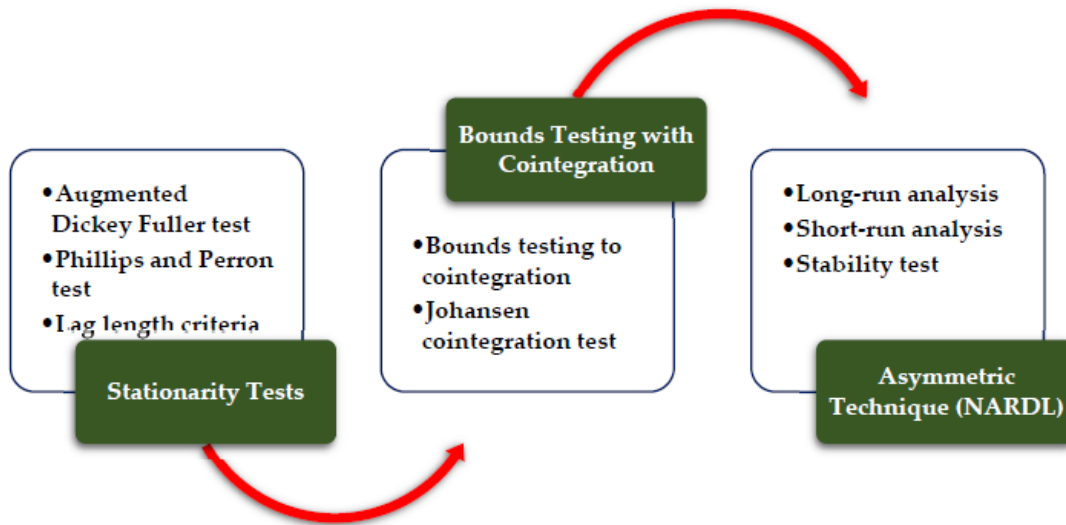 •Augmented
Dickey Fuller test
•Phillips and Perron
test
•Lag length criteria
Stationarity Tests
Bounds Testing with
Cointegration
•Bounds testing to
cointegration
•Johansen
cointegration test
•Long-run analysis
•Short-run analysis
•Stability test
Asymmetric
Technique (NARDL)